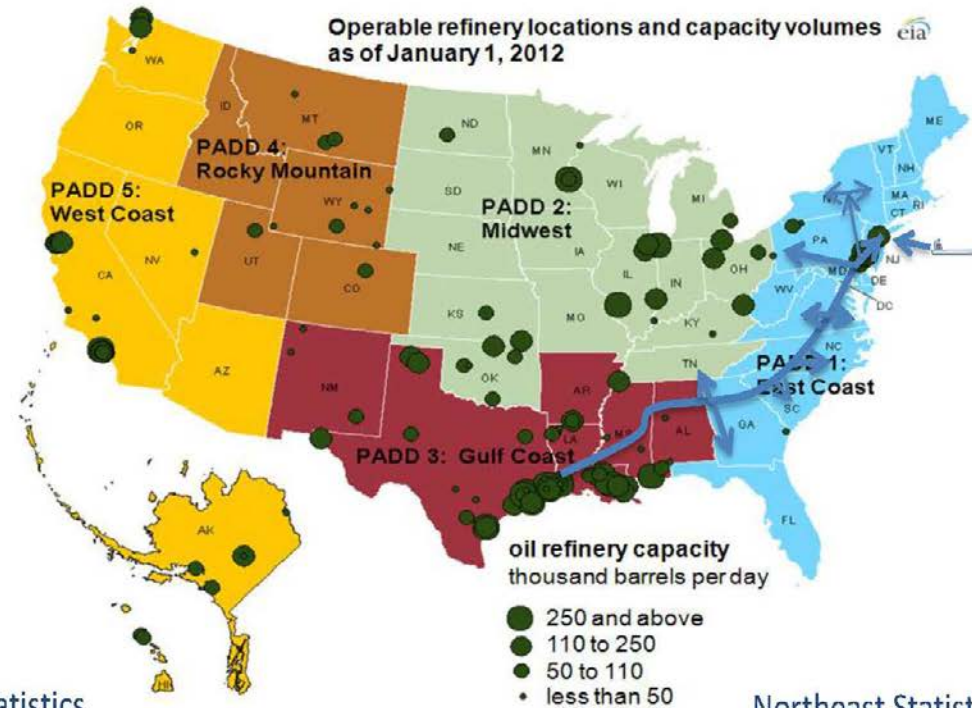 Operable refinery locations and capacity volumes
as of January 1, 2012
eia
WA
OR
CA
NV
AZ
ID
MT
WY
UT
CO
PADD 4:
Rocky Mountain
PADD 5:
West Coast
ND
SD
NE
KS
OK
MN
IA
MO
WI
IL
IN
MI
OH
KY
TN
PADD 2:
Midwest
NM
AR
LA
AL
PADD 3: Gulf Coast
ME
VT
NH
MA
RI
CT
NJ
PA
MD
DE
DC
WV
NC
SC
GA
FL
PADD 1:
East Coast
AK
HI
oil refinery capacity
thousand barrels per day
250 and above
110 to 250
50 to 110
less than 50
Northeast